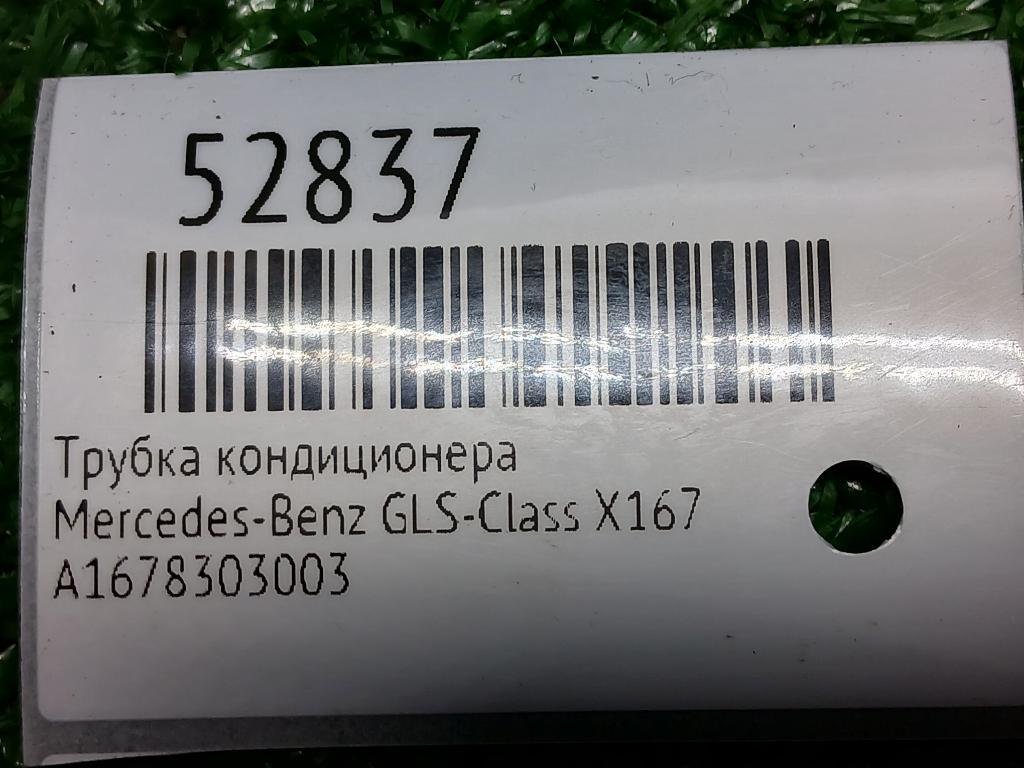 52837
Трубка кондиционера
Mercedes-Benz GLS-Class X167
A1678303003